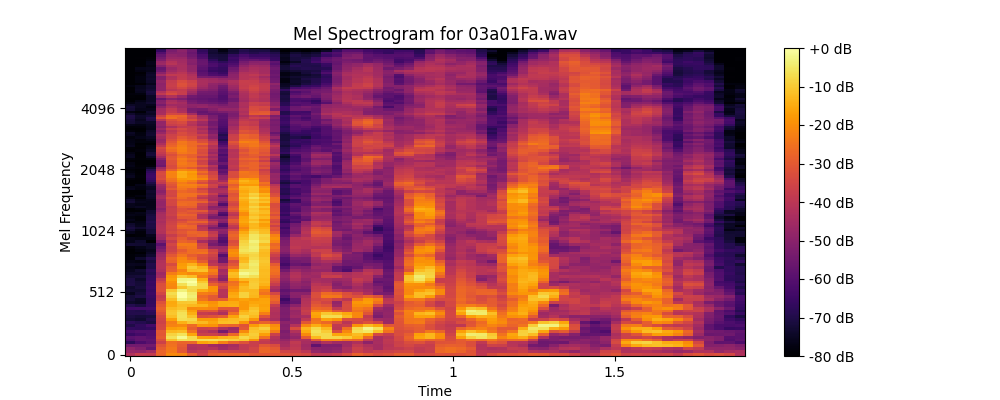 Mel Spectrogram for 03a01Fa.wav
Mel Frequency
4096
2048
1024
512
0
0
0.5
1
1.5
Time
+0 dB
-10 dB
-20 dB
-30 dB
-40 dB
-50 dB
-60 dB
-70 dB
-80 dB